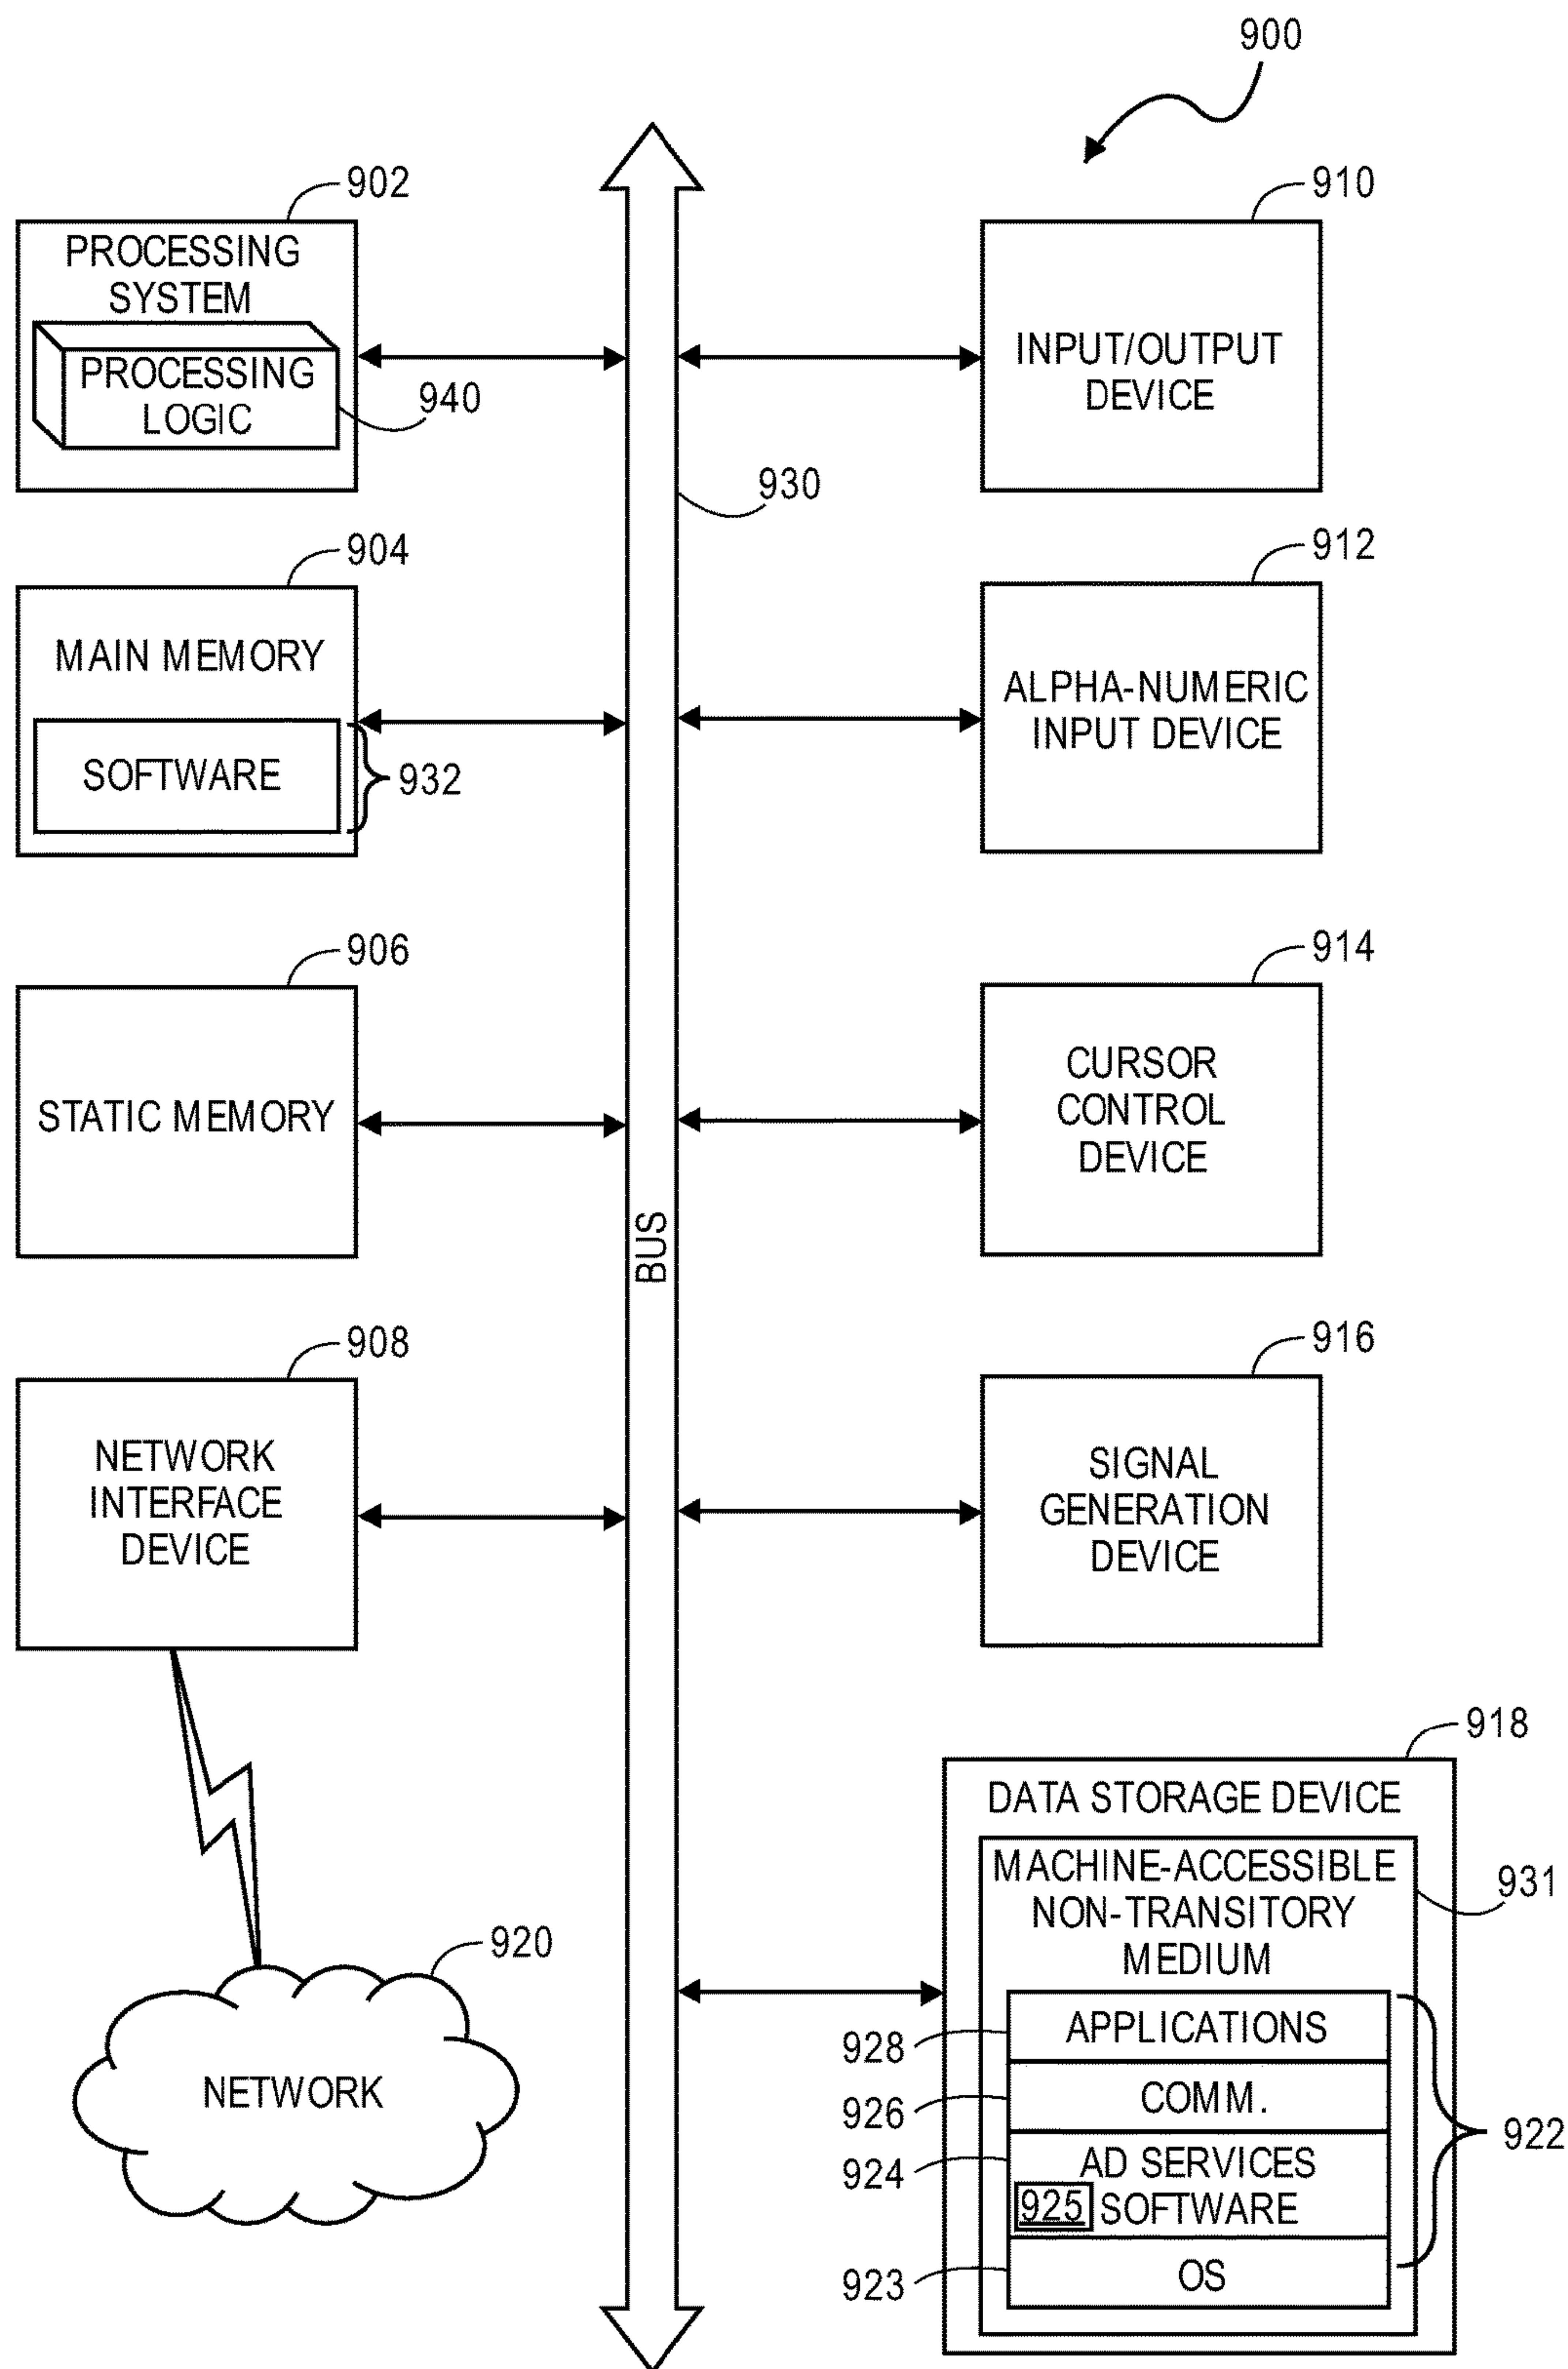 900
902
PROCESSING
SYSTEM
PROCESSING
LOGIC
940
910
INPUT/OUTPUT
DEVICE
930
904
MAIN MEMORY
SOFTWARE
932
912
ALPHA-NUMERIC
INPUT DEVICE
906
STATIC MEMORY
914
CURSOR
CONTROL
DEVICE
BUS
908
NETWORK
INTERFACE
DEVICE
916
SIGNAL
GENERATION
DEVICE
920
NETWORK
918
DATA STORAGE DEVICE
MACHINE-ACCESSIBLE
NON-TRANSITORY
MEDIUM
931
928
APPLICATIONS
926
COMM.
922
924
AD SERVICES
925 SOFTWARE
923
OS